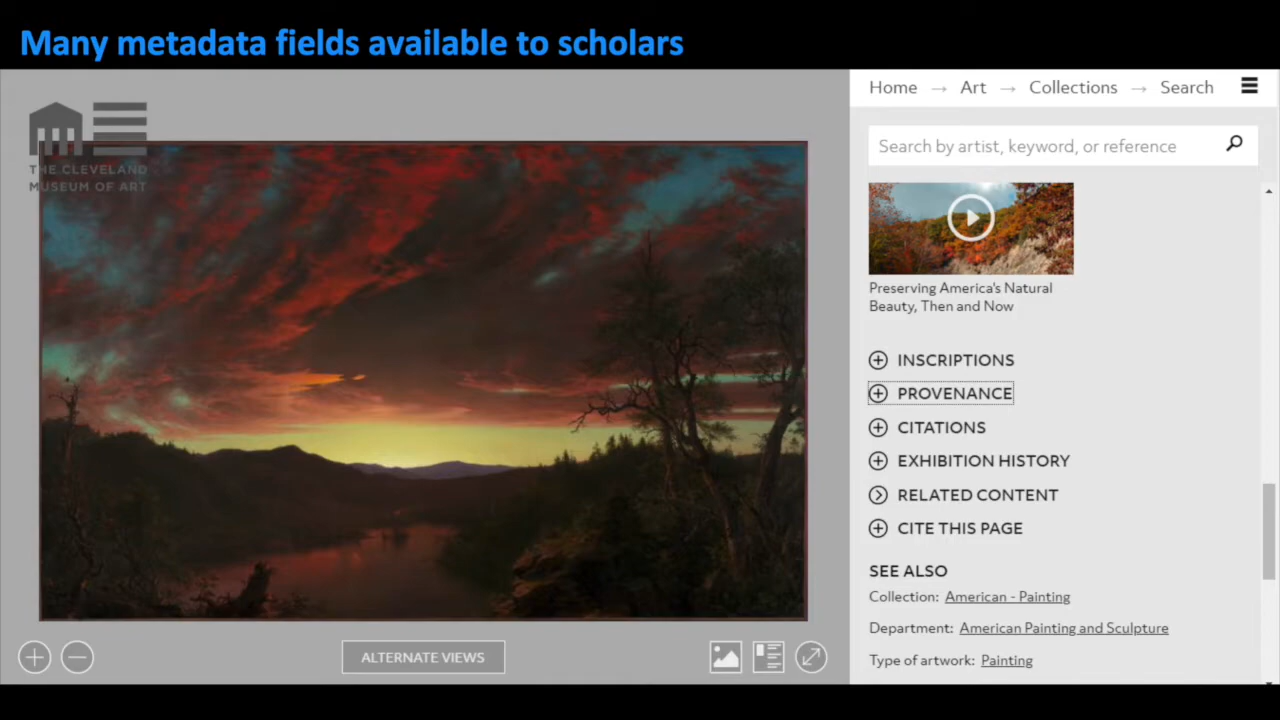 Many metadata fields available to scholars
THE CLEVELAND
MUSEUM OF ART
Home → Art → Collections → Search
Search by artist, keyword, or reference
Preserving America's Natural
Beauty, Then and Now
INSCRIPTIONS
PROVENANCE
CITATIONS
EXHIBITION HISTORY
RELATED CONTENT
CITE THIS PAGE
SEE ALSO
Collection: American - Painting
Department: American Painting and Sculpture
Type of artwork: Painting
ALTERNATE VIEWS